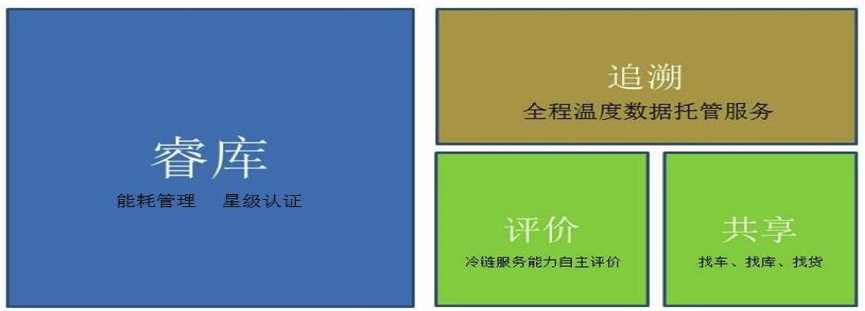 睿库
能耗管理 星级认证
追溯
全程温度数据托管服务
评价
冷链服务能力自主评价
共享
找车、找库、找货